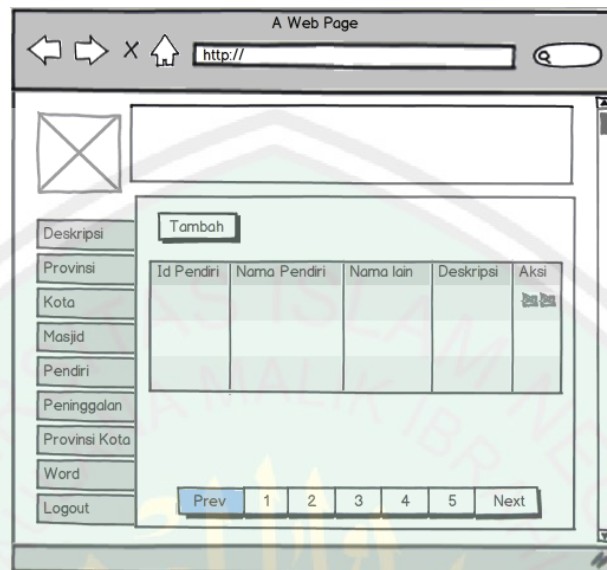 A Web Page
http://
Deskripsi
Provinsi
Kota
Masjid
Pendiri
Peninggalan
Provinsi Kota
Word
Logout
Tambah
Id Pendiri Nama Pendiri Nama lain Deskripsi Aksi
Prev 1 2 3 4 5 Next